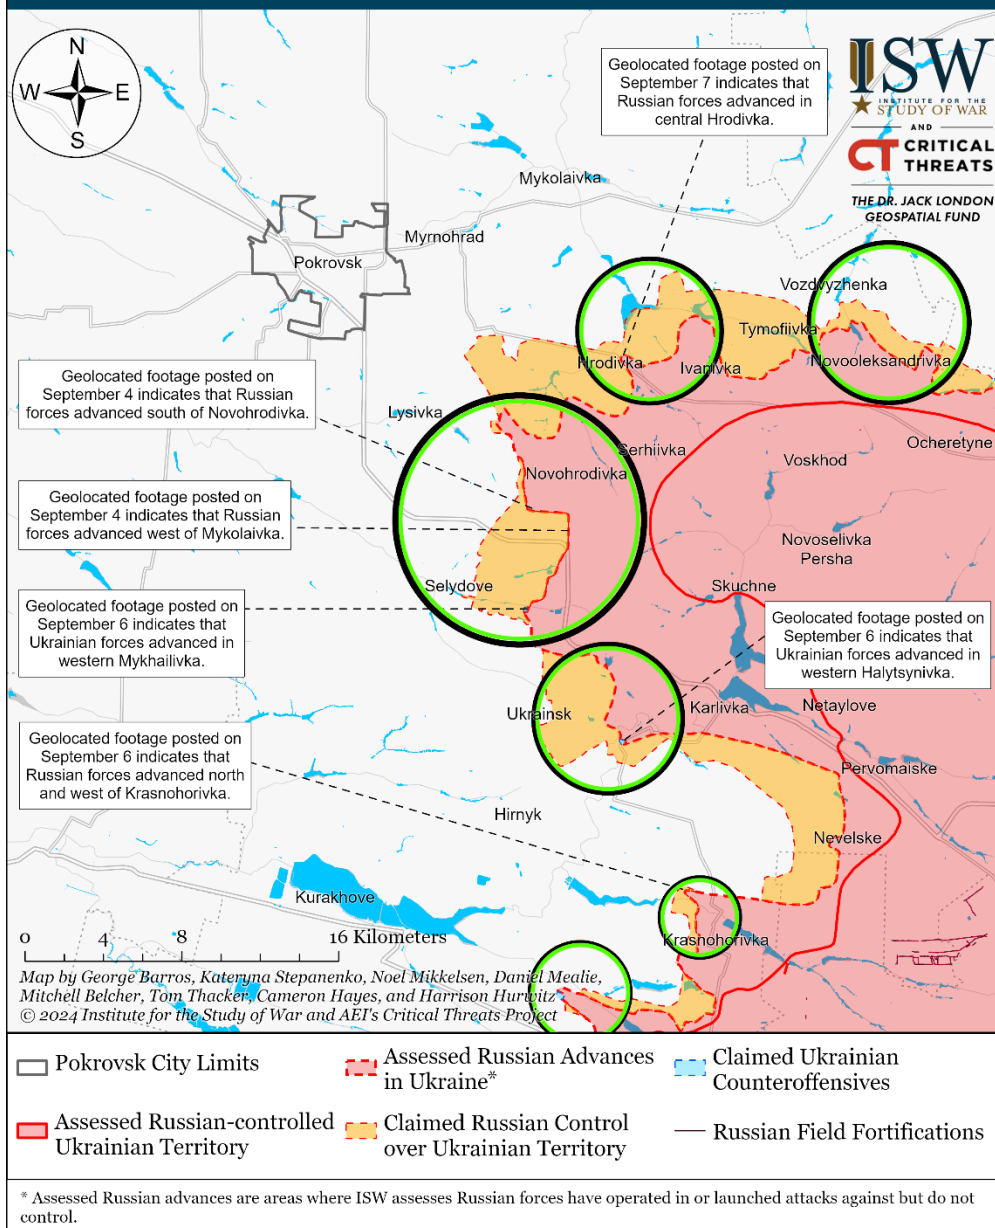 N
W
E
S
Geolocated footage posted on
September 7 indicates that
Russian forces advanced in
central Hrodivka.
ISW
INSTITUTE FOR THE
STUDY OF WAR
AND
CT CRITICAL
THREATS
THE DR. JACK LONDON
GEOSPATIAL FUND
Mykolaivka
Myrnohrad
Pokrovsk
Vozdvyzhenka
Tymofiivka
Hrodivka
Ivanivka
Novooleksandrivka
Geolocated footage posted on
September 4 indicates that Russian
forces advanced south of Novohrodivka.
Lysivka
Ocheretyne
Serhiivka
Voskhod
Novohrodivka
Geolocated footage posted on
September 4 indicates that Russian
forces advanced west of Mykolaivka.
Novoselivka
Persha
Selydove
Skuchne
Geolocated footage posted on
September 6 indicates that
Ukrainian forces advanced in
western Mykhailivka.
Geolocated footage posted on
September 6 indicates that
Ukrainian forces advanced in
western Halytsynivka.
Ukrainsk
Karlivka
Netaylove
Geolocated footage posted on
September 6 indicates that
Russian forces advanced north
and west of Krasnohorivka.
Pervomaiske
Hirnyk
Nevelske
Kurakhove
Krasnohorivka
0 4 8 16 Kilometers
Map by George Barros, Kateryna Stepanenko, Noel Mikkelsen, Daniel Mealie,
Mitchell Belcher, Tom Thacker, Cameron Hayes, and Harrison Hurwitz
© 2024 Institute for the Study of War and AEI's Critical Threats Project
Pokrovsk City Limits
Assessed Russian Advances
in Ukraine*
Claimed Ukrainian
Counteroffensives
Assessed Russian-controlled
Ukrainian Territory
Claimed Russian Control
over Ukrainian Territory
Russian Field Fortifications
* Assessed Russian advances are areas where ISW assesses Russian forces have operated in or launched attacks against but do not
control.